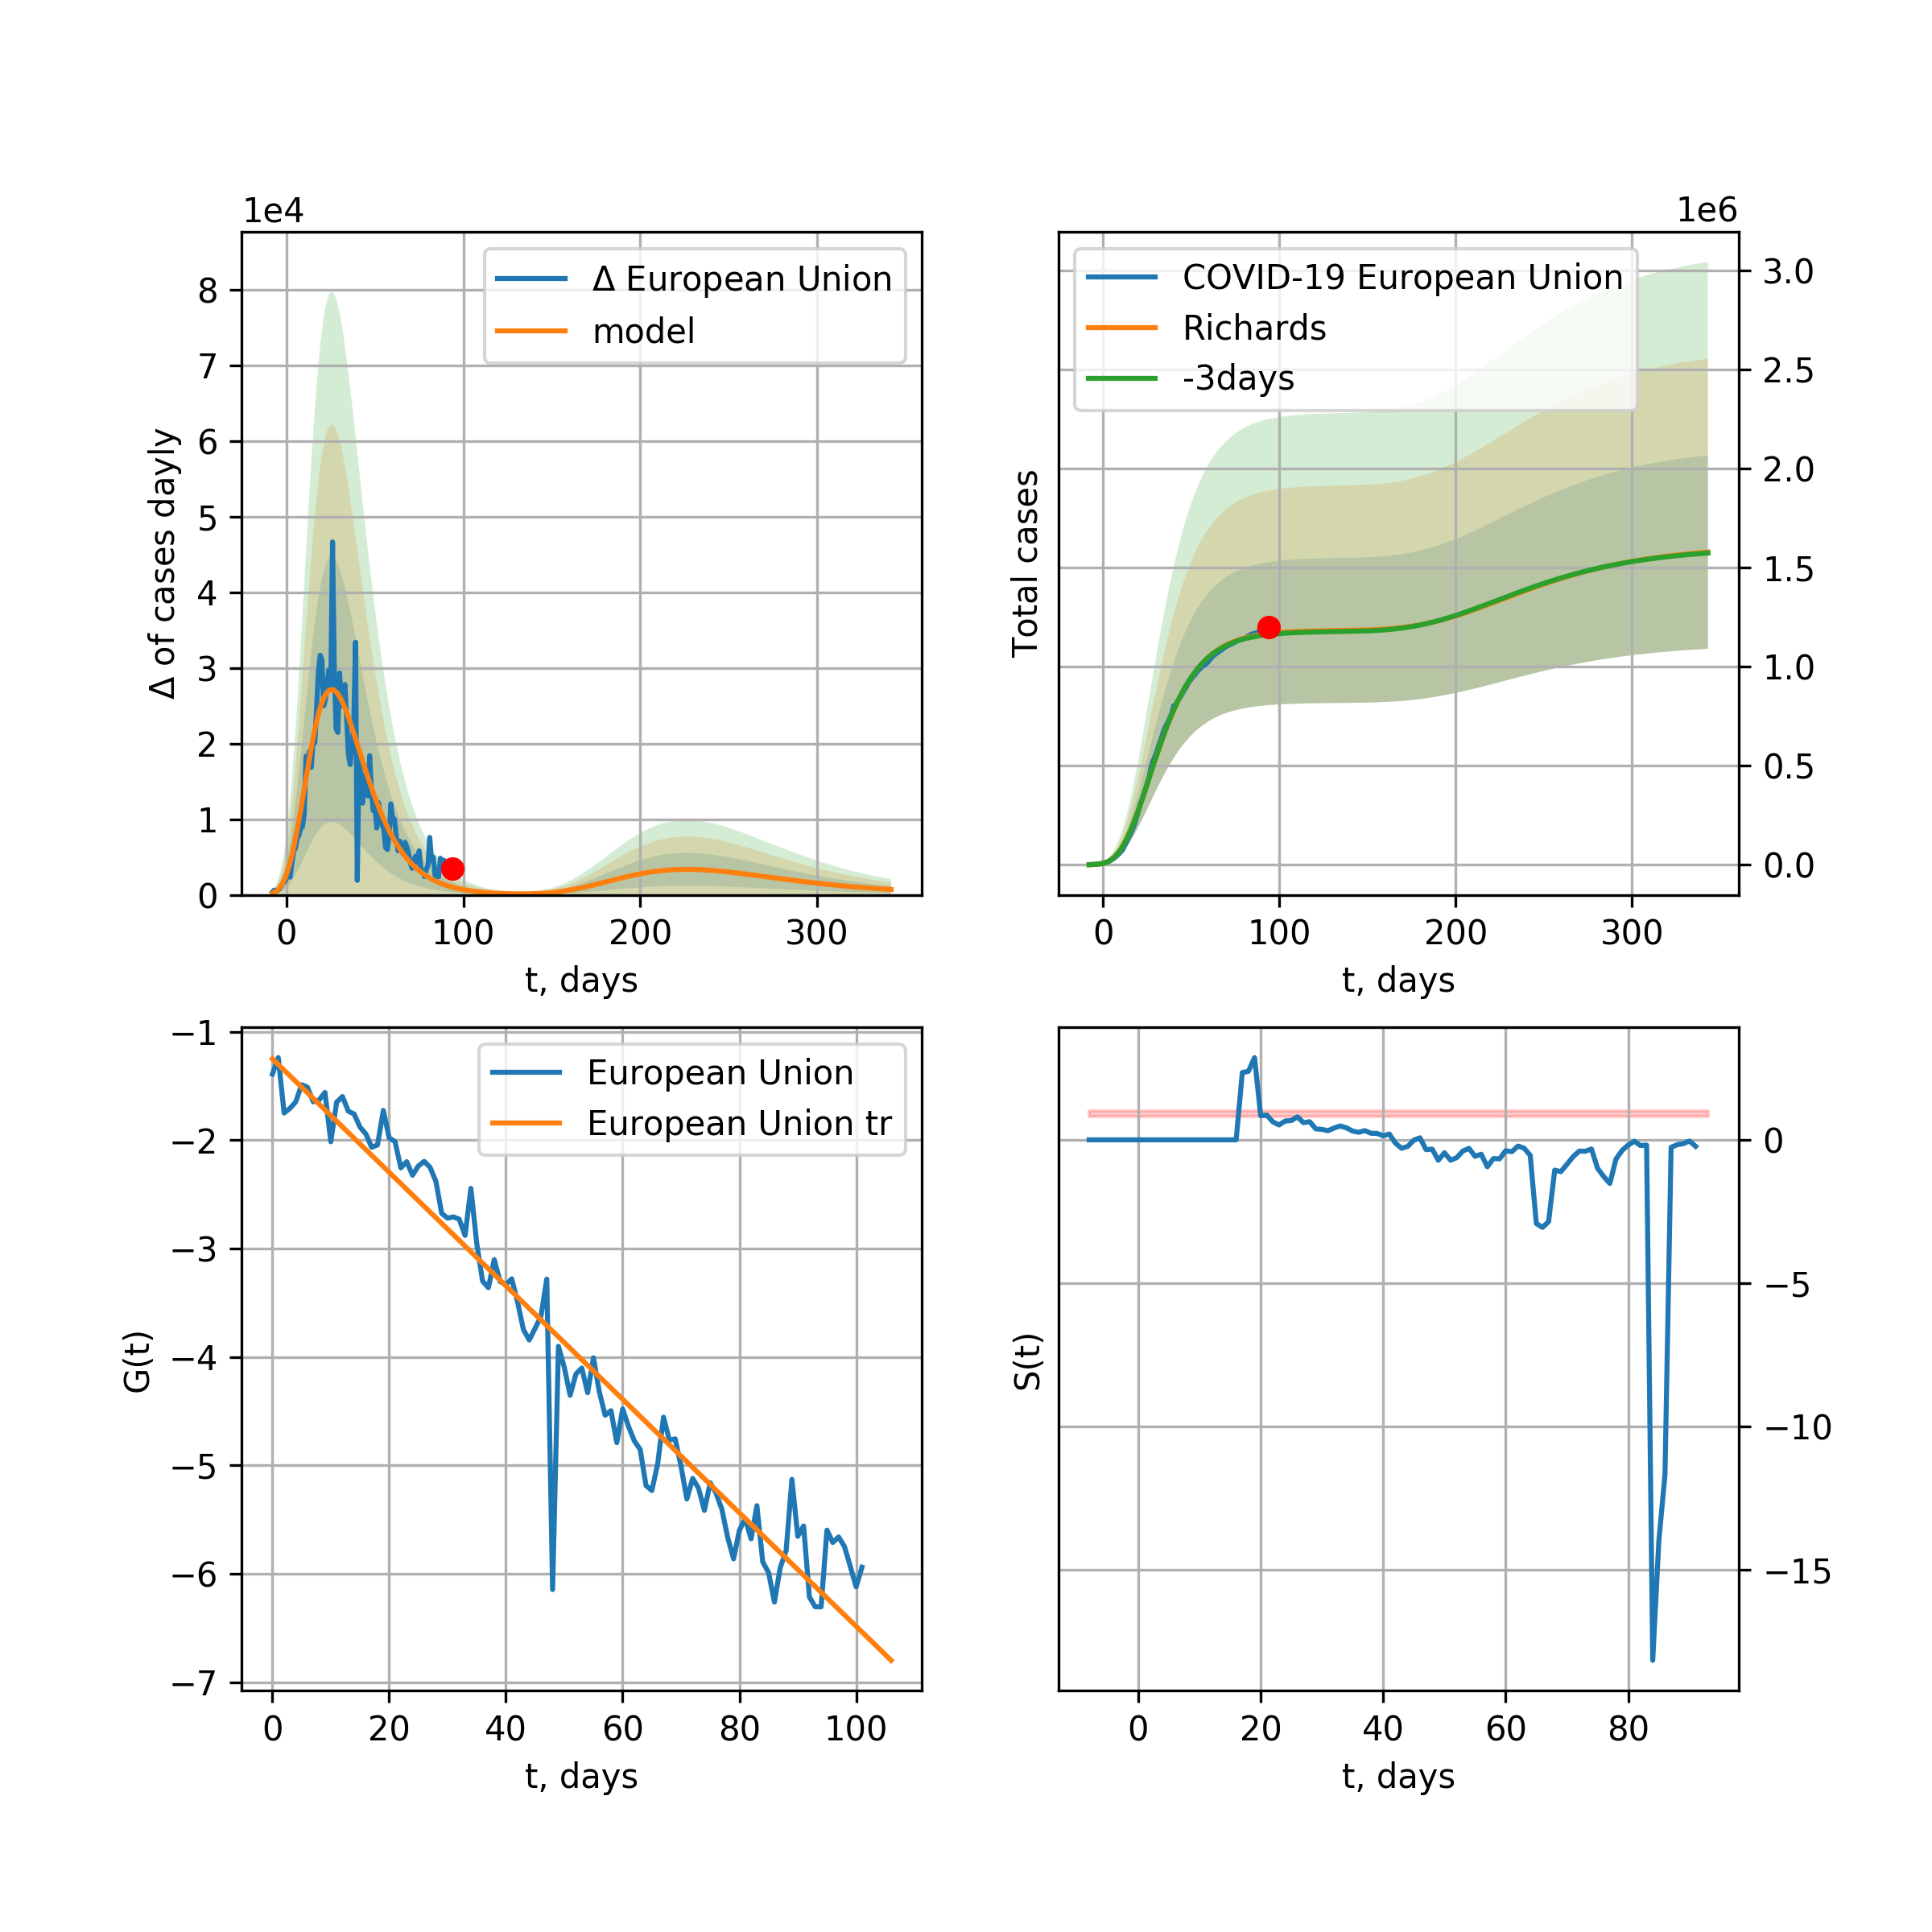 1e4
Δ European Union
model
8
7
6
5
4
3
2
1
0
Δ of cases dayly
0 100 200 300
t, days
1e6
COVID-19 European Union
Richards
-3days
3.0
2.5
2.0
1.5
1.0
0.5
0.0
Total cases
0 100 200 300
t, days
European Union
European Union tr
−1
−2
−3
−4
−5
−6
−7
G(t)
0 20 40 60 80 100
t, days
0
−5
−10
−15
S(t)
0 20 40 60 80
t, days